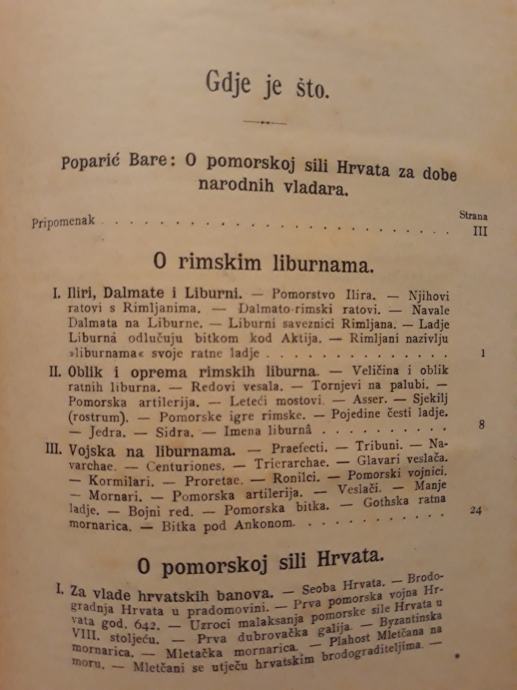 Gdje je što.
Poparić Bare: O pomorskoj sili Hrvata za dobe
narodnih vladara.
Strana
Pripomenak . . . . . . . . . . . . . . . . . . . . . . III
O rimskim liburnama.
I. Iliri, Dalmate i Liburni. — Pomorstvo Ilira. — Njihovi
ratovi s Rimljanima. — Dalmato-rimski ratovi. — Navale
Dalmata na Liburne. — Liburni saveznici Rimljana. — Ladje
Liburnâ odlučuju bitkom kod Aktija. — Rimljani nazivlju
»liburnama« svoje ratne ladje . . . . . . . . . . . . 1
II. Oblik i oprema rimskih liburna. — Veličina i oblik
ratnih liburna. — Redovi vesala. — Tornjevi na palubi. —
Pomorska artilerija. — Leteći mostovi. — Asser. — Sjekilj
(rostrum). — Pomorske igre rimske. — Pojedine česti ladje.
— Jedra. — Sidra. — Imena liburnâ . . . . . . . . . . 8
III. Vojska na liburnama. — Praefecti. — Tribuni. — Na-
varchae. — Centuriones. — Trierarchae. — Glavari veslača.
— Kormilari. — Proretae. — Ronilci. — Pomorski vojnici.
— Mornari. — Pomorska artilerija. — Veslači. — Manje
ladje. — Bojni red. — Pomorska bitka. — Gothska ratna
mornarica. — Bitka pod Ankonom. . . . . . . . . . . . 24
O pomorskoj sili Hrvata.
I. Za vlade hrvatskih banova. — Seoba Hrvata. — Brodo-
gradnja Hrvata u pradomovini. — Prva pomorska vojna Hr-
vata god. 642. — Uzroci malaksanja pomorske sile Hrvata u
VIII. stoljeću. — Prva dubrovačka galija. — Byzantinska
mornarica. — Mletačka mornarica. — Plahost Mletčana na
moru. — Mletčani se utječu hrvatskim brodograditeljima. —